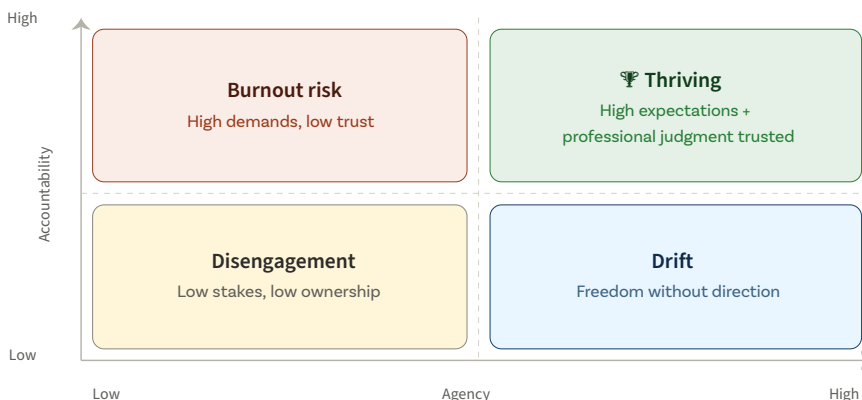 High
Burnout risk
High demands, low trust
Thriving
High expectations +
professional judgment trusted
Accountability
Disengagement
Low stakes, low ownership
Drift
Freedom without direction
Low
Low
Agency
High